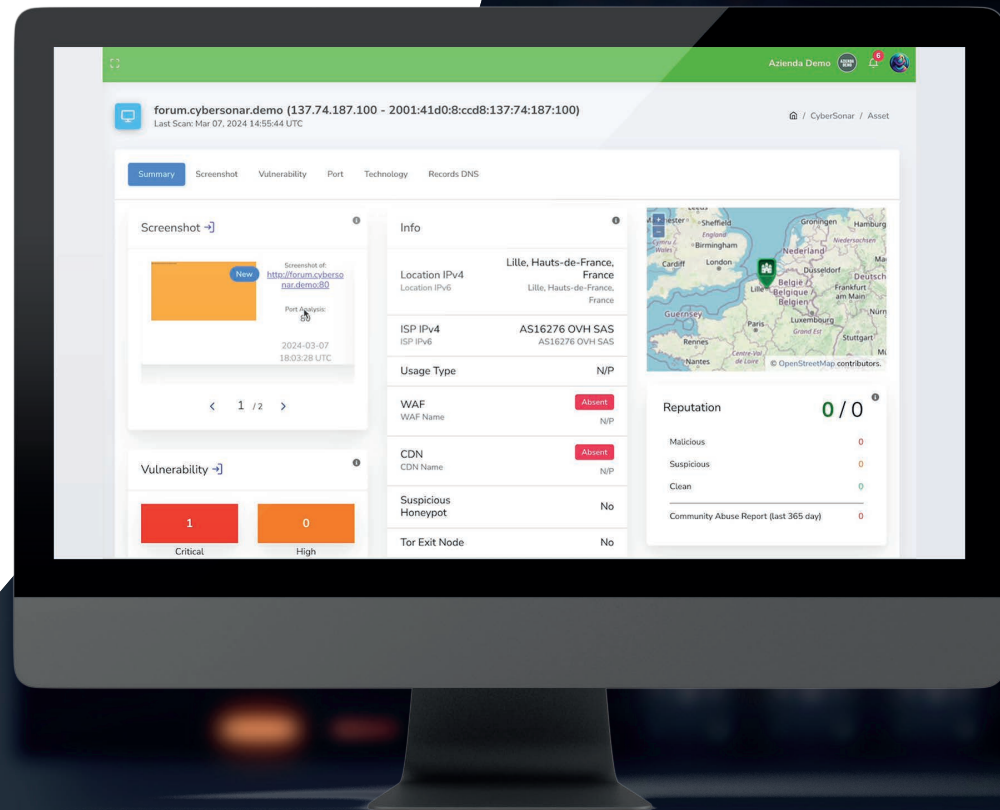 Azienda Demo
6
forum.cybersonar.demo (137.74.187.100 - 2001:41d0:8:ccd8:137:74:187:100)
Last Scan: Mar 07, 2024 14:55:44 UTC
/ CyberSonar / Asset
Summary
Screenshot
Vulnerability
Port
Technology
Records DNS
Screenshot
New
Screenshot of:
http://forum.cyberso
nar.demo:80
Port Analysis:
80
2024-03-07
18:03:28 UTC
1 /2
Vulnerability
1
Critical
0
High
Info
Location IPv4
Location IPv6
Lille, Hauts-de-France,
France
Lille, Hauts-de-France,
France
ISP IPv4
ISP IPv6
AS16276 OVH SAS
AS16276 OVH SAS
Usage Type
N/P
WAF
WAF Name
Absent
N/P
CDN
CDN Name
Absent
N/P
Suspicious
Honeypot
No
Tor Exit Node
No
+
−
Sheffield
England
Birmingham
Wales
Cardiff
London
Groningen
Hamburg
Niedersachsen
Nederland
Düsseldorf
Deutsch
België /
Belgique /
Belgien
Lille
Frankfurt
am Main
Guernsey
Luxembourg
Paris
Grand Est
Stuttgart
Rennes
Centre-Val
de Loire
Nantes
© OpenStreetMap contributors.
Reputation
0 / 0
Malicious
0
Suspicious
0
Clean
0
Community Abuse Report (last 365 day)
0